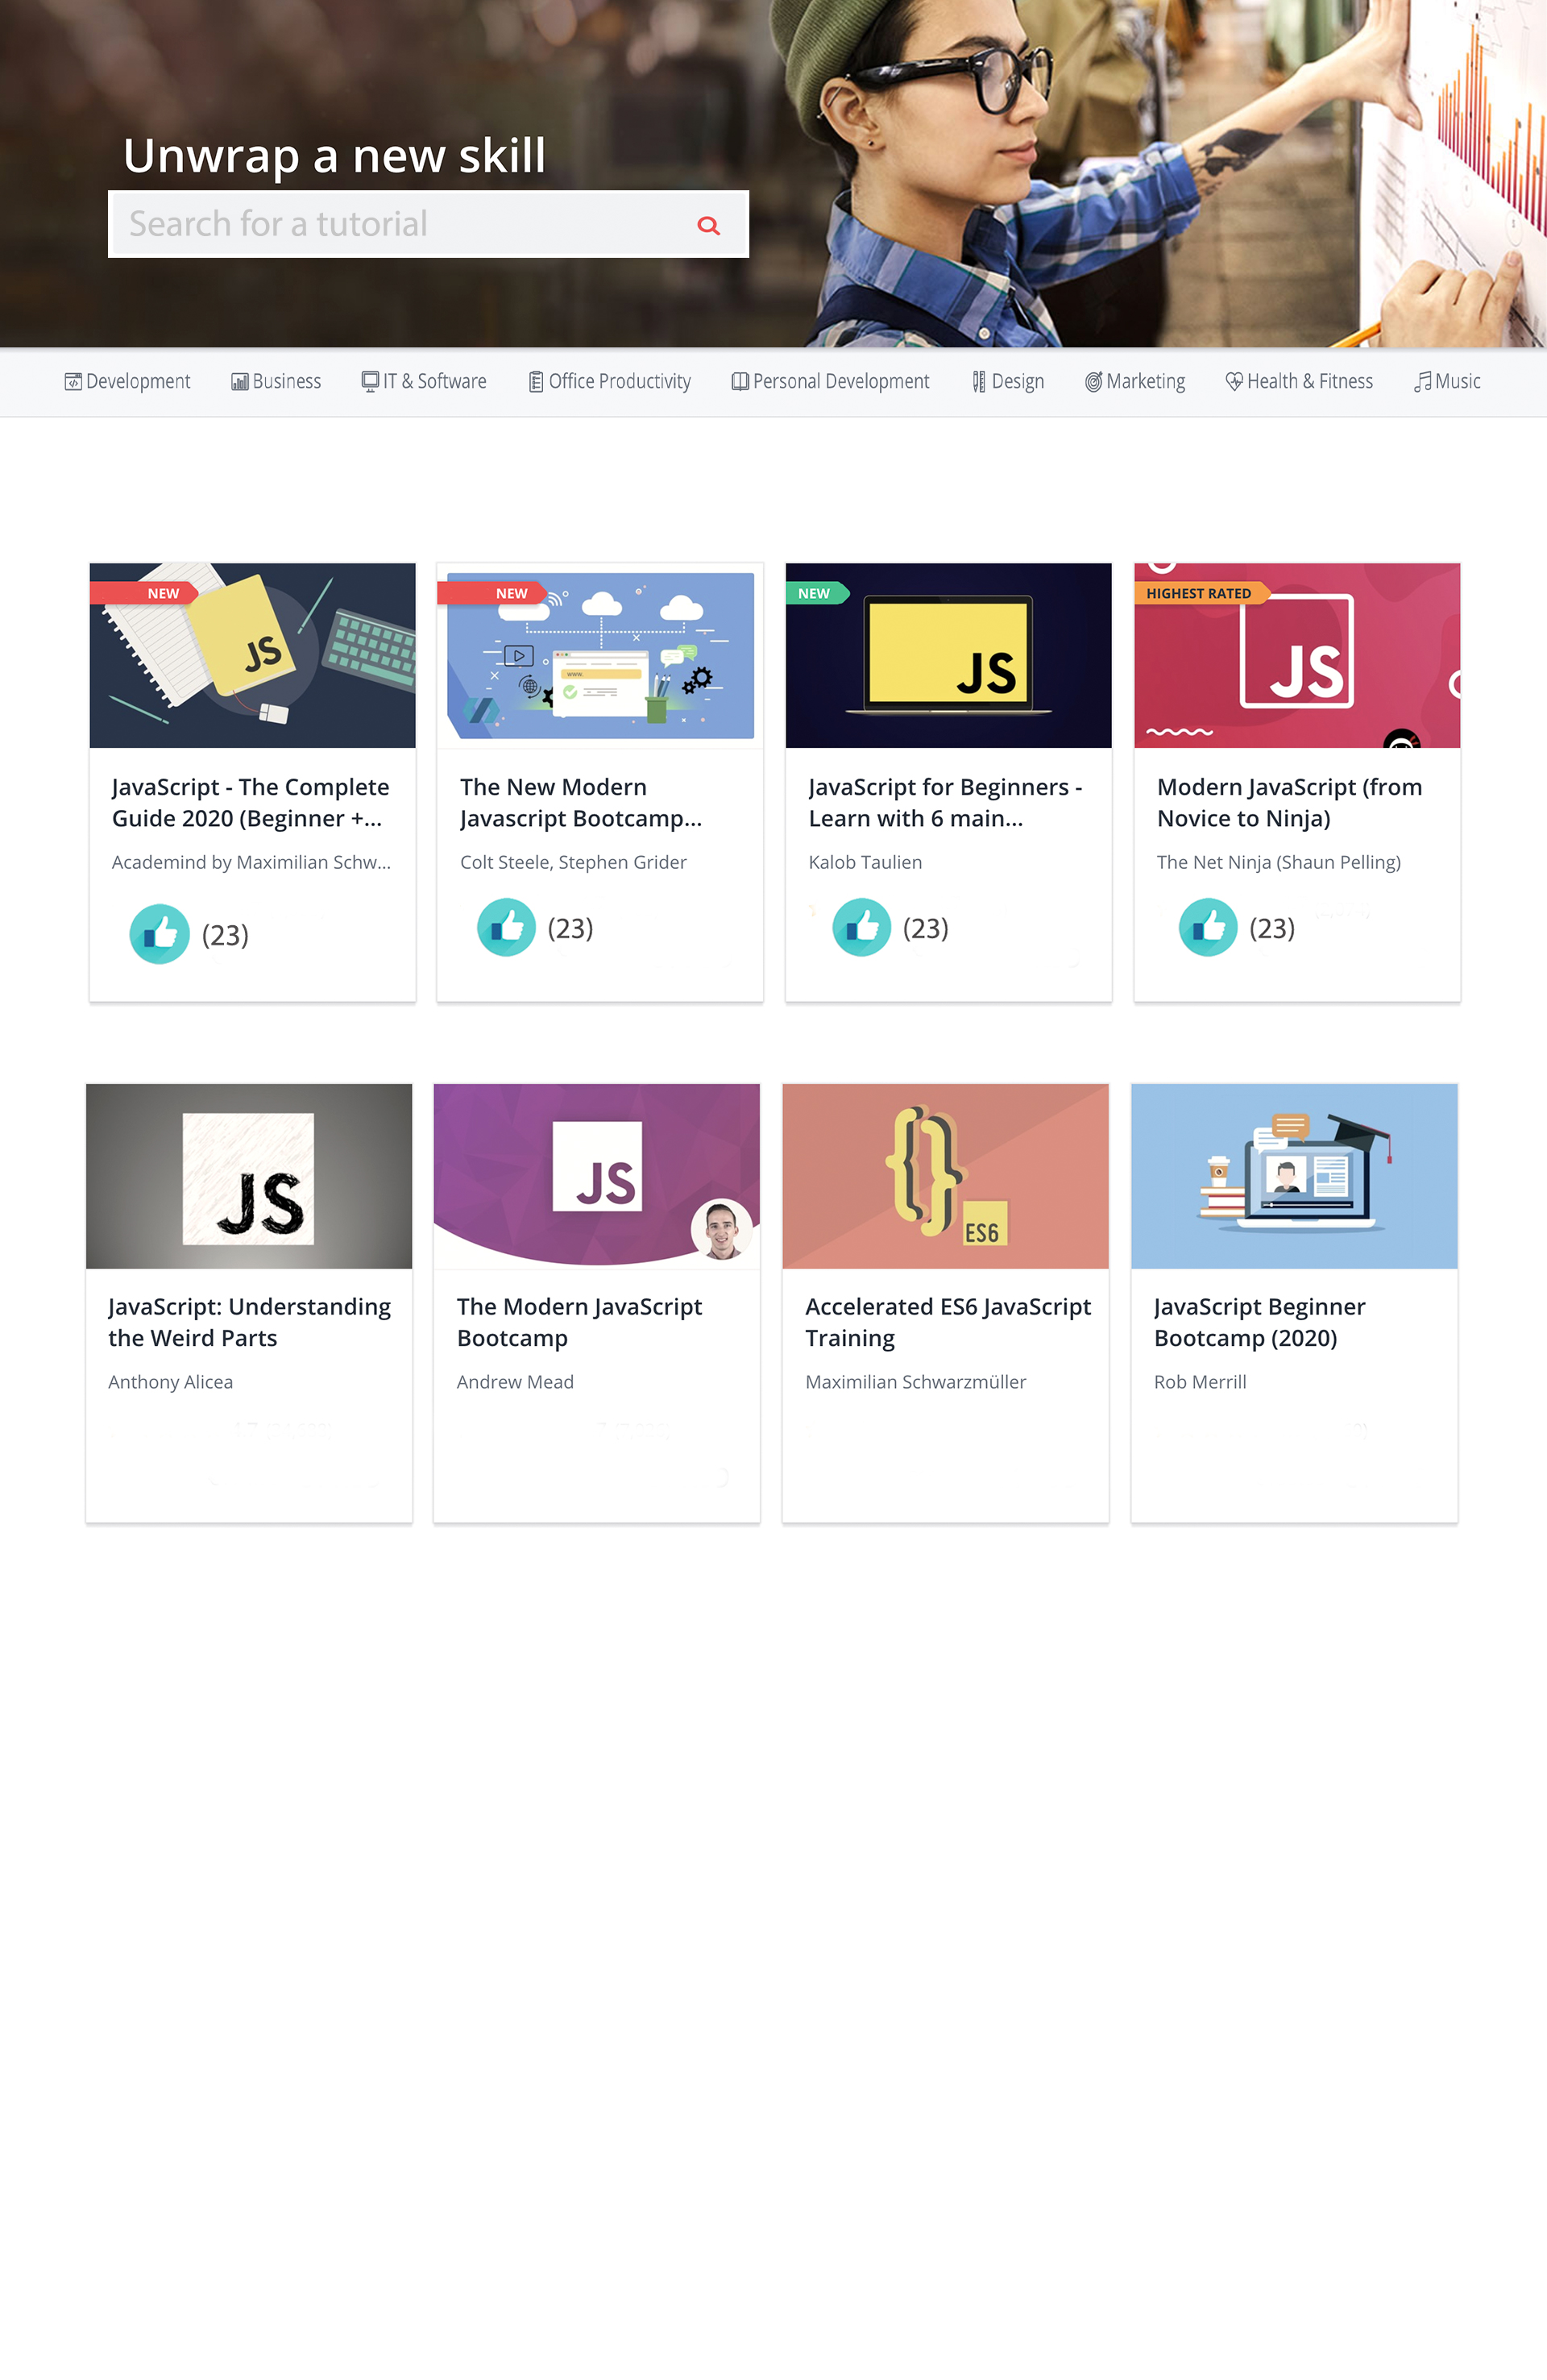 Unwrap a new skill
Search for a tutorial
Development Business IT & Software Office Productivity Personal Development Design Marketing Health & Fitness Music
NEW
JS
JavaScript - The Complete
Guide 2020 (Beginner +...
Academind by Maximilian Schw...
(23)
NEW
www.
The New Modern
Javascript Bootcamp...
Colt Steele, Stephen Grider
(23)
NEW
JS
JavaScript for Beginners -
Learn with 6 main...
Kalob Taulien
(23)
HIGHEST RATED
JS
Modern JavaScript (from
Novice to Ninja)
The Net Ninja (Shaun Pelling)
(23)
JS
JavaScript: Understanding
the Weird Parts
Anthony Alicea
JS
The Modern JavaScript
Bootcamp
Andrew Mead
{}
ES6
Accelerated ES6 JavaScript
Training
Maximilian Schwarzmüller
JavaScript Beginner
Bootcamp (2020)
Rob Merrill